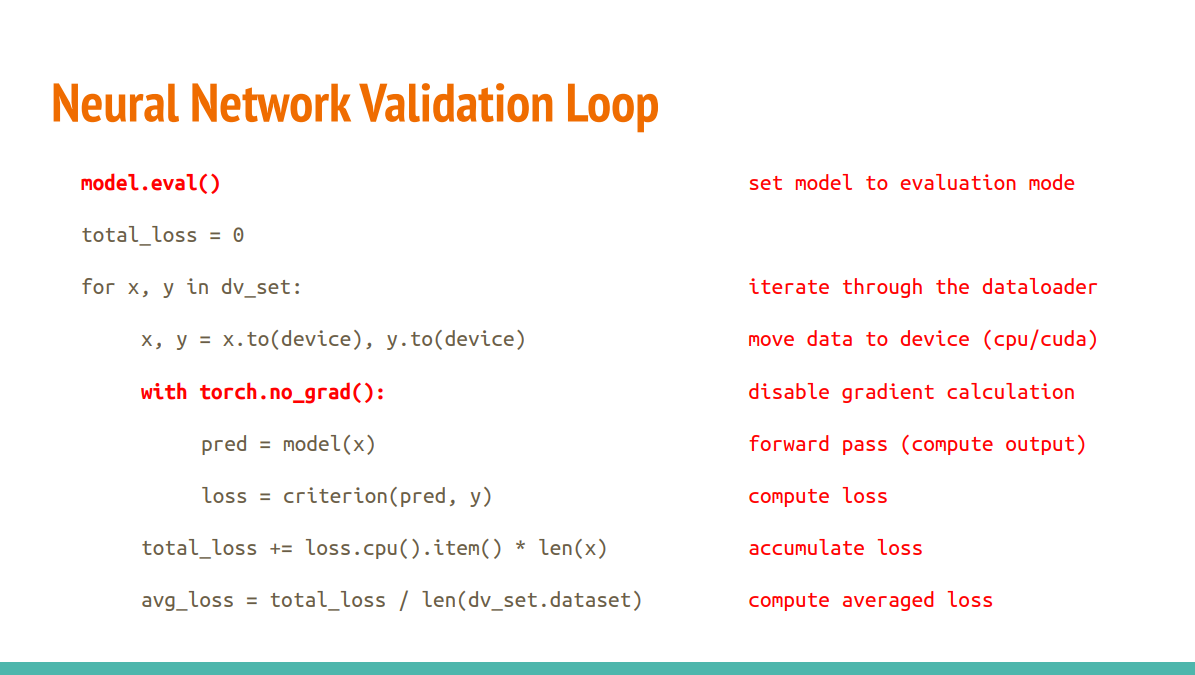 Neural Network Validation Loop
model.eval() set model to evaluation mode
total_loss = 0
for x, y in dv_set: iterate through the dataloader
x, y = x.to(device), y.to(device) move data to device (cpu/cuda)
with torch.no_grad(): disable gradient calculation
pred = model(x) forward pass (compute output)
loss = criterion(pred, y) compute loss
total_loss += loss.cpu().item() * len(x) accumulate loss
avg_loss = total_loss / len(dv_set.dataset) compute averaged loss